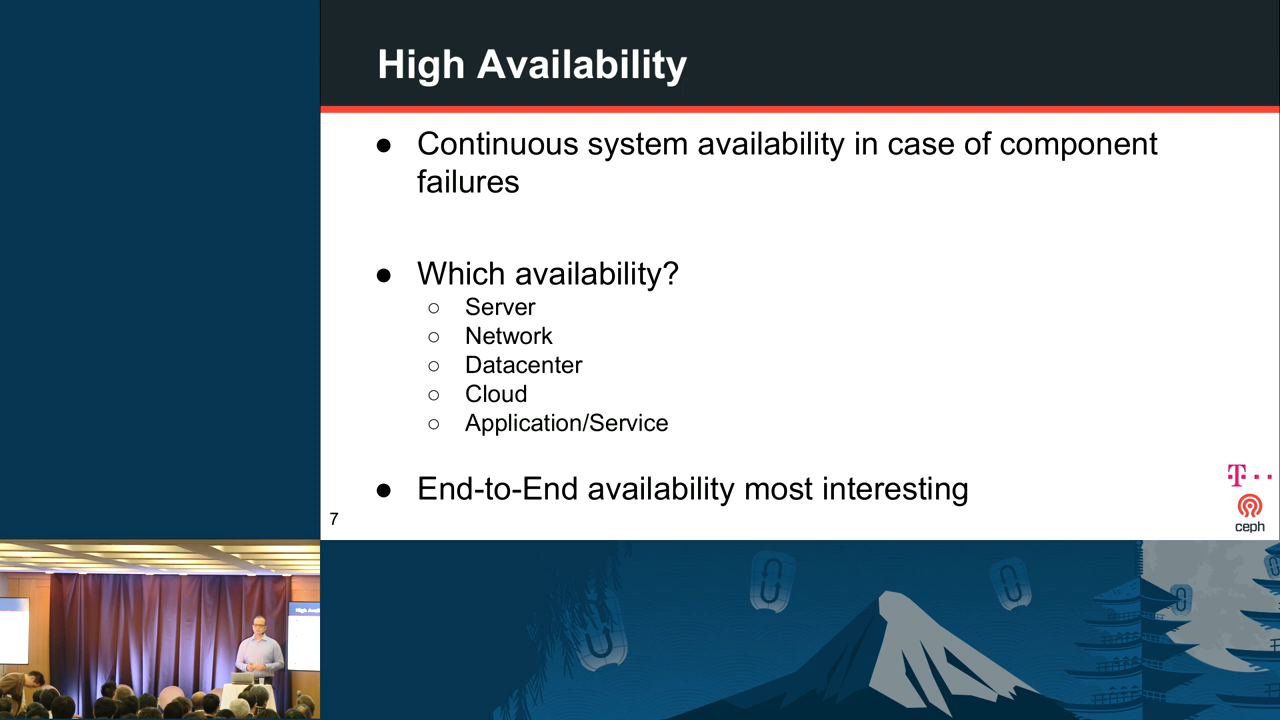 High Availability
● Continuous system availability in case of component
failures
● Which availability?
○ Server
○ Network
○ Datacenter
○ Cloud
○ Application/Service
● End-to-End availability most interesting
7
T
ceph